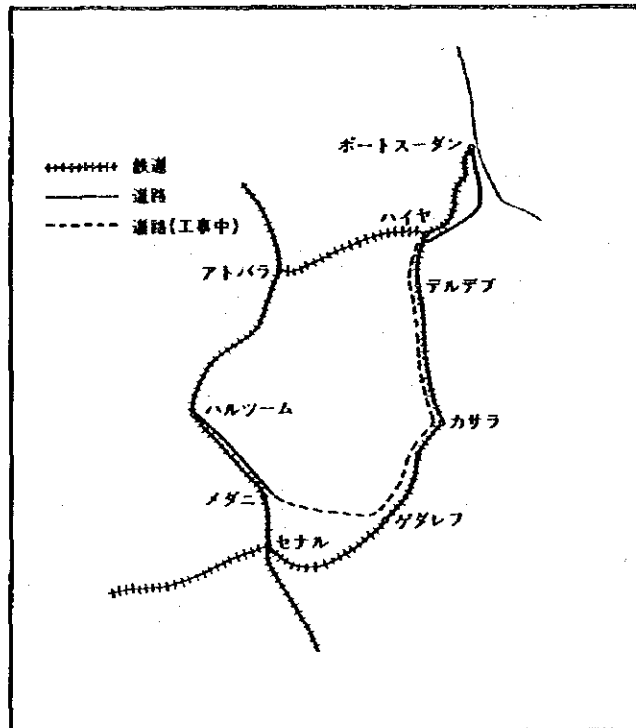 ポートスーダン
鉄道
道路
道路(工事中)
ハイヤ
アトバラ
デルデブ
ハルツーム
カサラ
メダニ
ゲダレフ
セナル